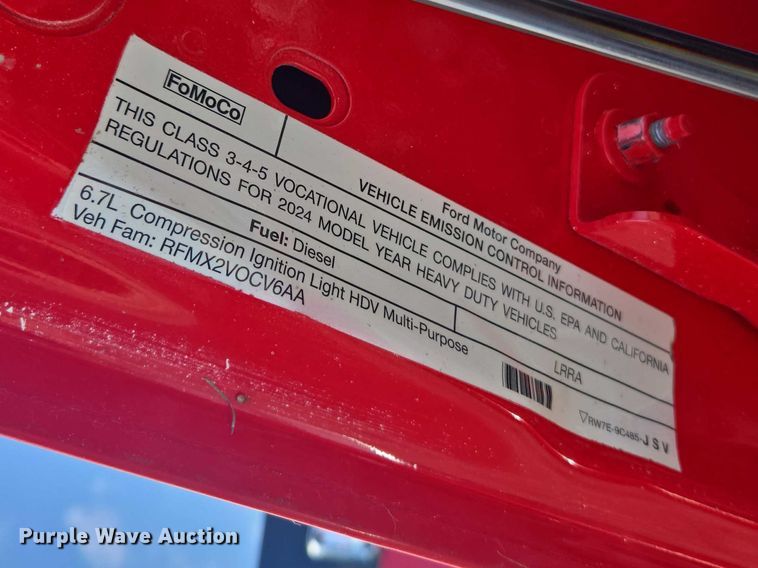 FoMoCo
Ford Motor Company
VEHICLE EMISSION CONTROL INFORMATION
THIS CLASS 3-4-5 VOCATIONAL VEHICLE COMPLIES WITH U.S. EPA AND CALIFORNIA
REGULATIONS FOR 2024 MODEL YEAR HEAVY DUTY VEHICLES
Fuel: Diesel
LRRA
6.7L Compression Ignition Light HDV Multi-Purpose
Veh Fam: RFMX2VOCV6AA
RW7E-9C485-JSV
Purple Wave Auction